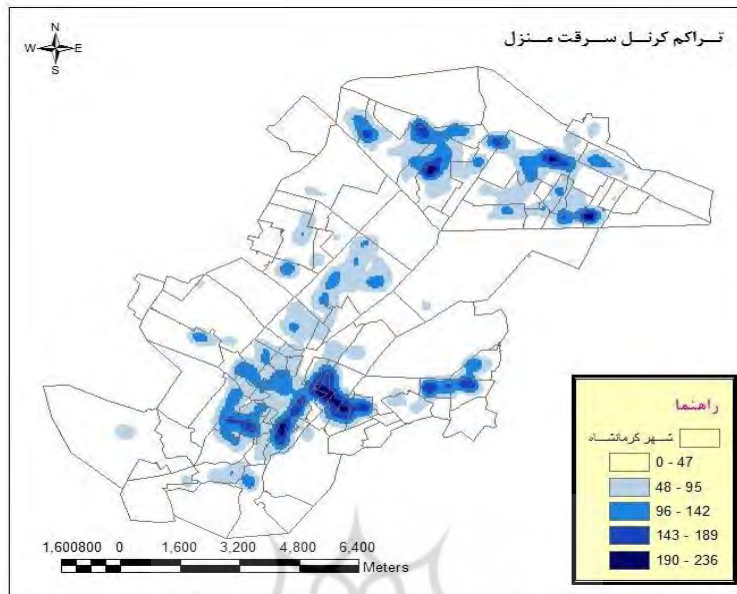 تراکم کرنل سرقت منزل
N
W E
S
راهنما
شهر کرمانشاه
0 - 47
48 - 95
96 - 142
143 - 189
190 - 236
1,600800 0 1,600 3,200 4,800 6,400
Meters